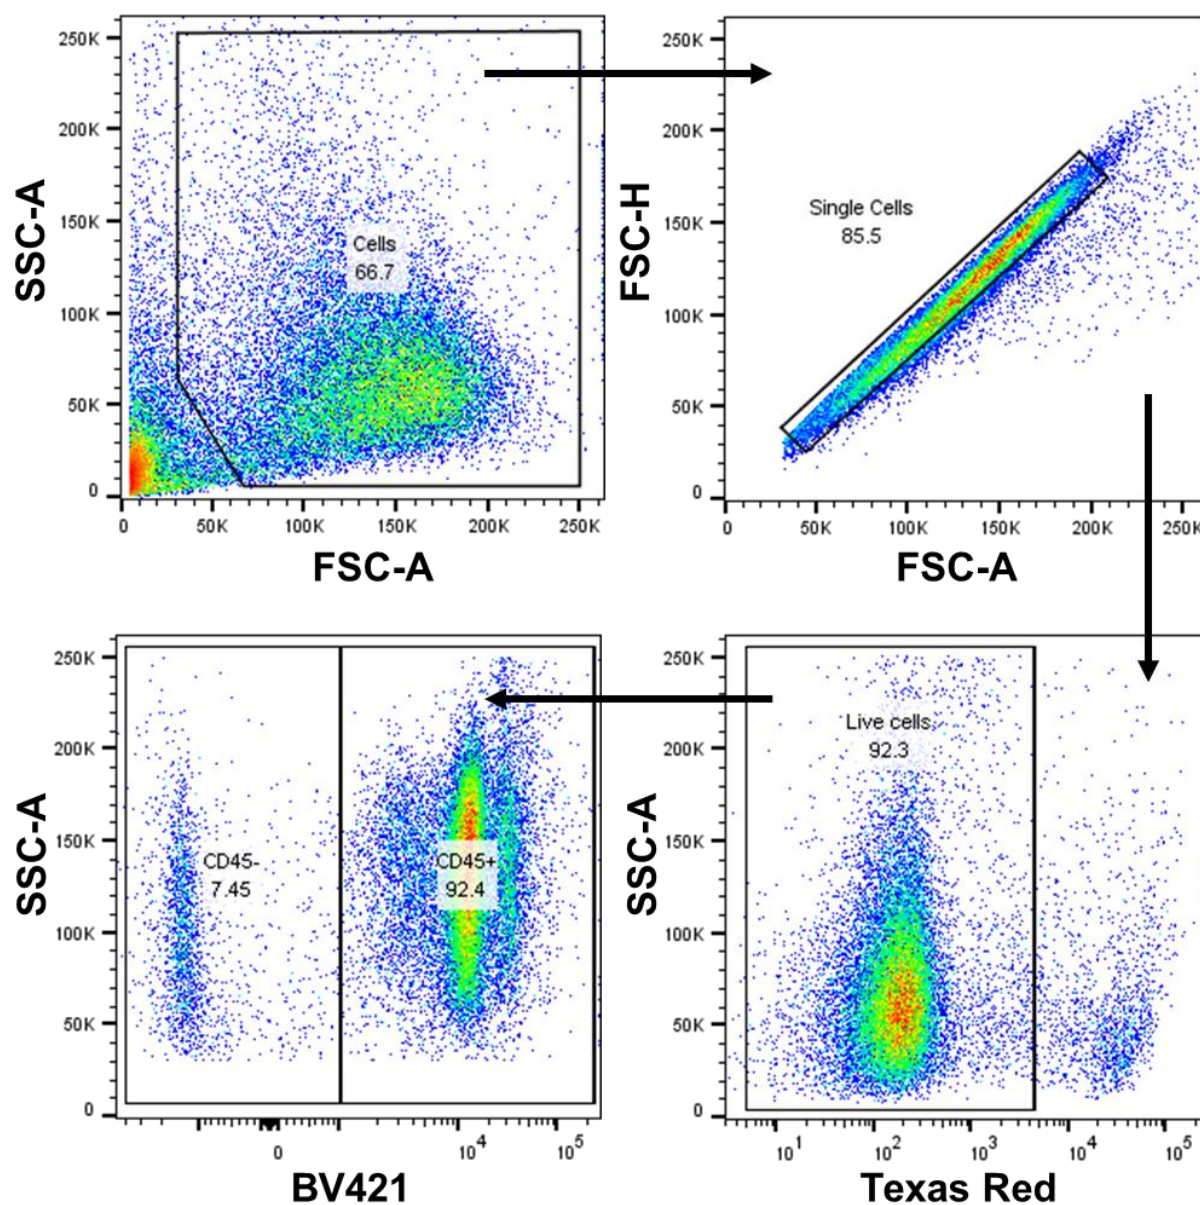 SSC-A
250K
200K
150K
100K
50K
0
Cells
66.7
0 50K 100K 150K 200K 250K
FSC-A
FSC-H
250K
200K
150K
100K
50K
0
Single Cells
85.5
0 50K 100K 150K 200K 250K
FSC-A
SSC-A
250K
200K
150K
100K
50K
0
CD45-
7.45
CD45+
92.4
0 10^4 10^5
BV421
SSC-A
250K
200K
150K
100K
50K
0
Live cells
92.3
10^1 10^2 10^3 10^4 10^5
Texas Red